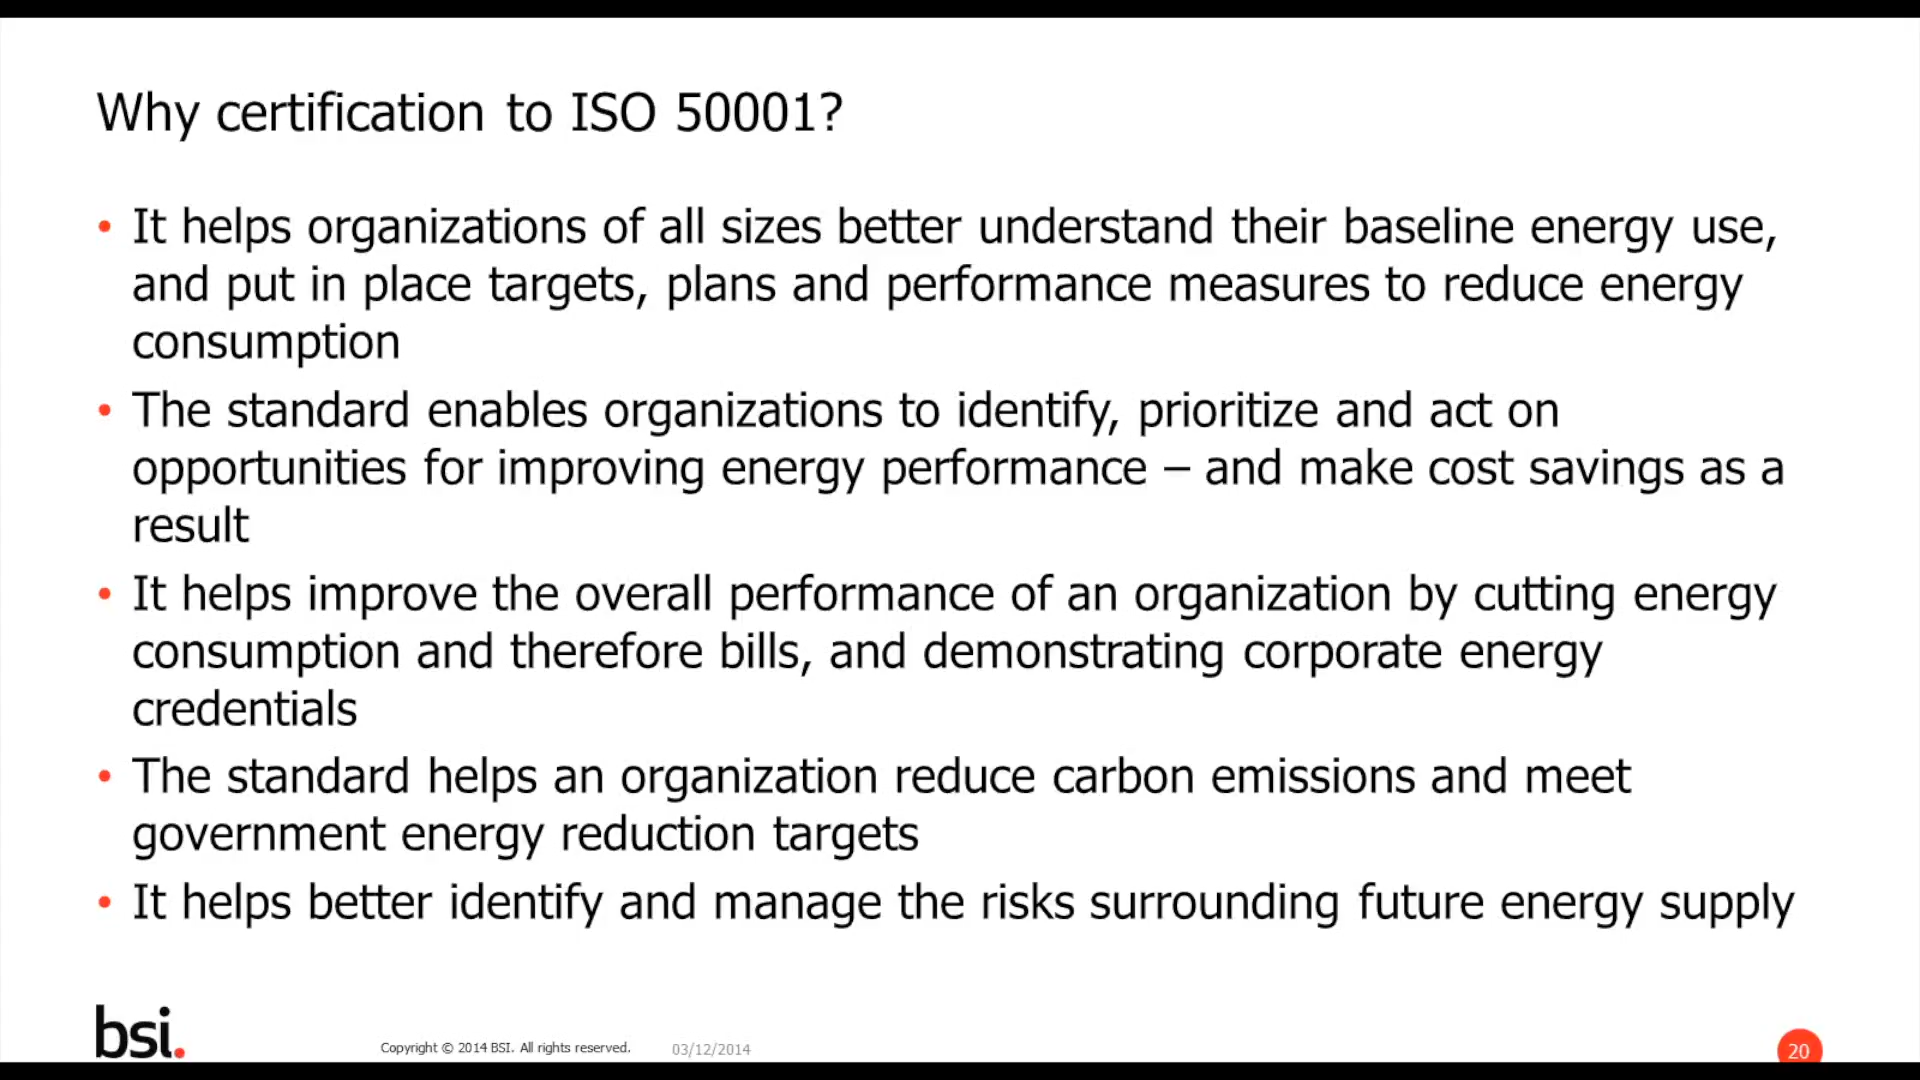 Why certification to ISO 50001?
• It helps organizations of all sizes better understand their baseline energy use,
and put in place targets, plans and performance measures to reduce energy
consumption
• The standard enables organizations to identify, prioritize and act on
opportunities for improving energy performance – and make cost savings as a
result
• It helps improve the overall performance of an organization by cutting energy
consumption and therefore bills, and demonstrating corporate energy
credentials
• The standard helps an organization reduce carbon emissions and meet
government energy reduction targets
• It helps better identify and manage the risks surrounding future energy supply
bsi.
Copyright © 2014 BSI. All rights reserved.
03/12/2014
20